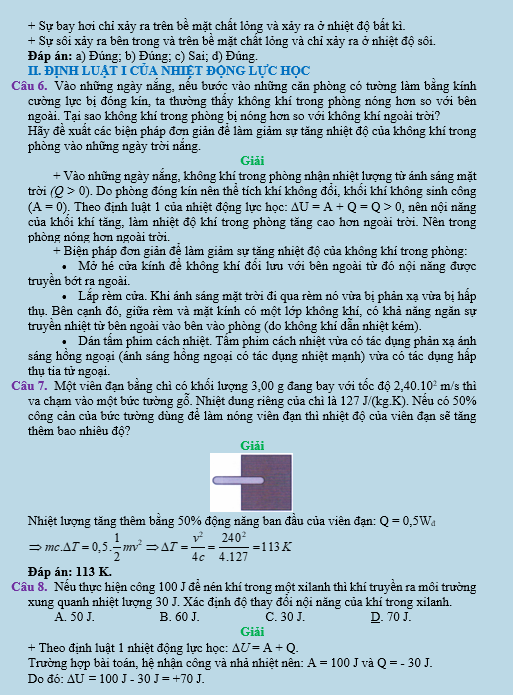 + Sự bay hơi chỉ xảy ra trên bề mặt chất lỏng và xảy ra ở nhiệt độ bất kì.
+ Sự sôi xảy ra bên trong và trên bề mặt chất lỏng và chỉ xảy ra ở nhiệt độ sôi.
Đáp án: a) Đúng; b) Đúng; c) Sai; d) Đúng.
II. ĐỊNH LUẬT I CỦA NHIỆT ĐỘNG LỰC HỌC
Câu 6. Vào những ngày nắng, nếu bước vào những căn phòng có tường làm bằng kính
cường lực bị đóng kín, ta thường thấy không khí trong phòng nóng hơn so với bên
ngoài. Tại sao không khí trong phòng bị nóng hơn so với không khí ngoài trời?
Hãy đề xuất các biện pháp đơn giản để làm giảm sự tăng nhiệt độ của không khí trong
phòng vào những ngày trời nắng.
Giải
+ Vào những ngày nắng, không khí trong phòng nhận nhiệt lượng từ ánh sáng mặt
trời (Q > 0). Do phòng đóng kín nên thể tích khí không đổi, khối khí không sinh công
(A = 0). Theo định luật 1 của nhiệt động lực học: ΔU = A + Q = Q > 0, nên nội năng
của khối khí tăng, làm nhiệt độ khí trong phòng tăng cao hơn ngoài trời. Nên trong
phòng nóng hơn ngoài trời.
+ Biện pháp đơn giản để làm giảm sự tăng nhiệt độ của không khí trong phòng:
• Mở hé cửa kính để không khí đối lưu với bên ngoài từ đó nội năng được
truyền bớt ra ngoài.
• Lắp rèm cửa. Khi ánh sáng mặt trời đi qua rèm nó vừa bị phản xạ vừa bị hấp
thụ. Bên cạnh đó, giữa rèm và mặt kính có một lớp không khí, có khả năng ngăn sự
truyền nhiệt từ bên ngoài vào bên vào phòng (do không khí dẫn nhiệt kém).
• Dán tấm phim cách nhiệt. Tấm phim cách nhiệt vừa có tác dụng phản xạ ánh
sáng hồng ngoại (ánh sáng hồng ngoại có tác dụng nhiệt mạnh) vừa có tác dụng hấp
thụ tia tử ngoại.
Câu 7. Một viên đạn bằng chì có khối lượng 3,00 g đang bay với tốc độ 2,40.10² m/s thì
va chạm vào một bức tường gỗ. Nhiệt dung riêng của chì là 127 J/(kg.K). Nếu có 50%
công cản của bức tường dùng để làm nóng viên đạn thì nhiệt độ của viên đạn sẽ tăng
thêm bao nhiêu độ?
Giải
Nhiệt lượng tăng thêm bằng 50% động năng ban đầu của viên đạn: Q = 0,5Wđ
⇒ mc.ΔT = 0,5.1/2 mv² ⇒ ΔT = v²/4c = 240²/4.127 = 113K
Đáp án: 113 K.
Câu 8. Nếu thực hiện công 100 J để nén khí trong một xilanh thì khí truyền ra môi trường
xung quanh nhiệt lượng 30 J. Xác định độ thay đổi nội năng của khí trong xilanh.
A. 50 J. B. 60 J. C. 30 J. D. 70 J.
Giải
+ Theo định luật 1 nhiệt động lực học: ΔU = A + Q.
Trường hợp bài toán, hệ nhận công và nhả nhiệt nên: A = 100 J và Q = - 30 J.
Do đó: ΔU = 100 J - 30 J = +70 J.